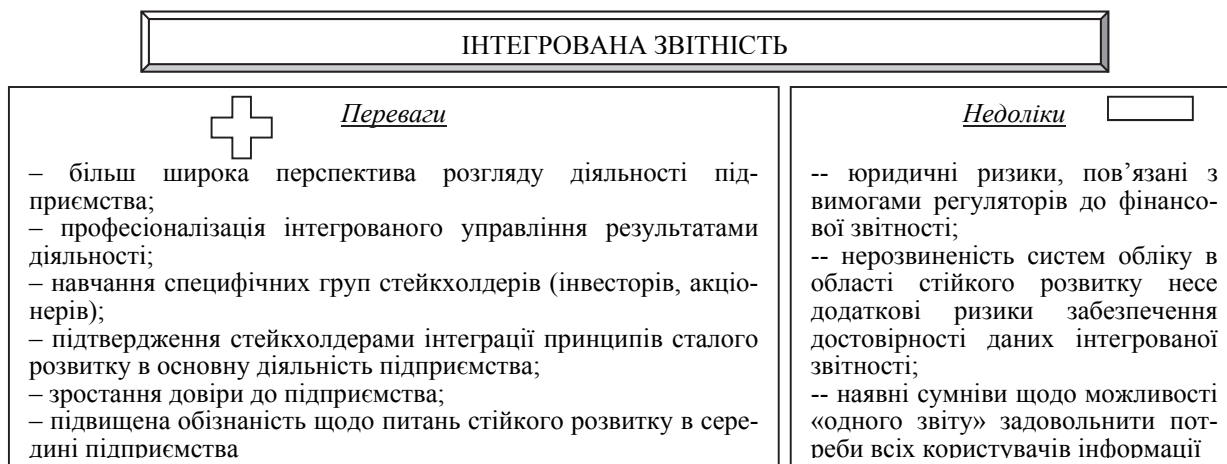 ІНТЕГРОВАНА ЗВІТНІСТЬ
Переваги
– більш широка перспектива розгляду діяльності під-
приємства;
– професіоналізація інтегрованого управління результатами
діяльності;
– навчання специфічних груп стейкхолдерів (інвесторів, акціо-
нерів);
– підтвердження стейкхолдерами інтеграції принципів сталого
розвитку в основну діяльність підприємства;
– зростання довіри до підприємства;
– підвищена обізнаність щодо питань стійкого розвитку в сере-
дині підприємства
Недоліки
-- юридичні ризики, пов’язані з
вимогами регуляторів до фінансо-
вої звітності;
-- нерозвиненість систем обліку в
області стійкого розвитку несе
додаткові ризики забезпечення
достовірності даних інтегрованої
звітності;
-- наявні сумніви щодо можливості
«одного звіту» задовольнити пот-
реби всіх користувачів інформації